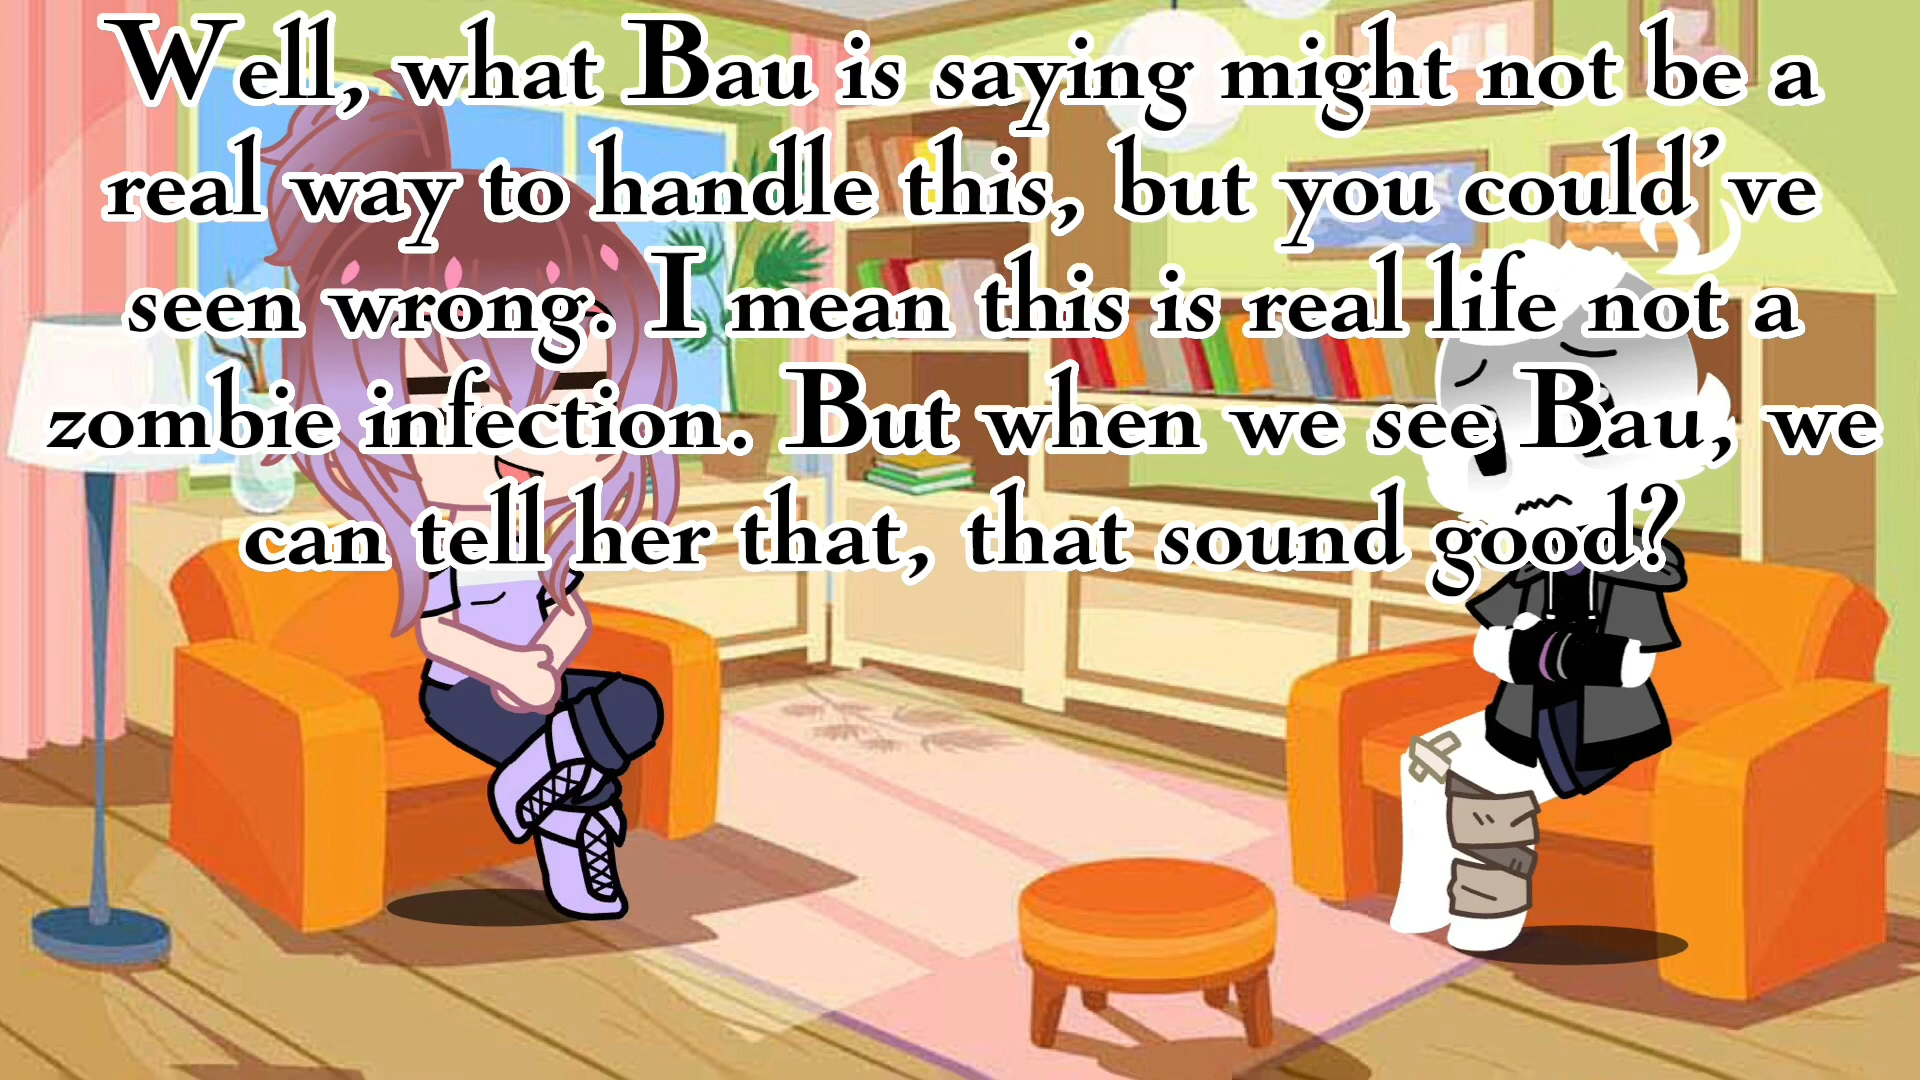 Well, what Bau is saying might not be a
real way to handle this, but you could’ve
seen wrong. I mean this is real life not a
zombie infection. But when we see Bau, we
can tell her that, that sound good?